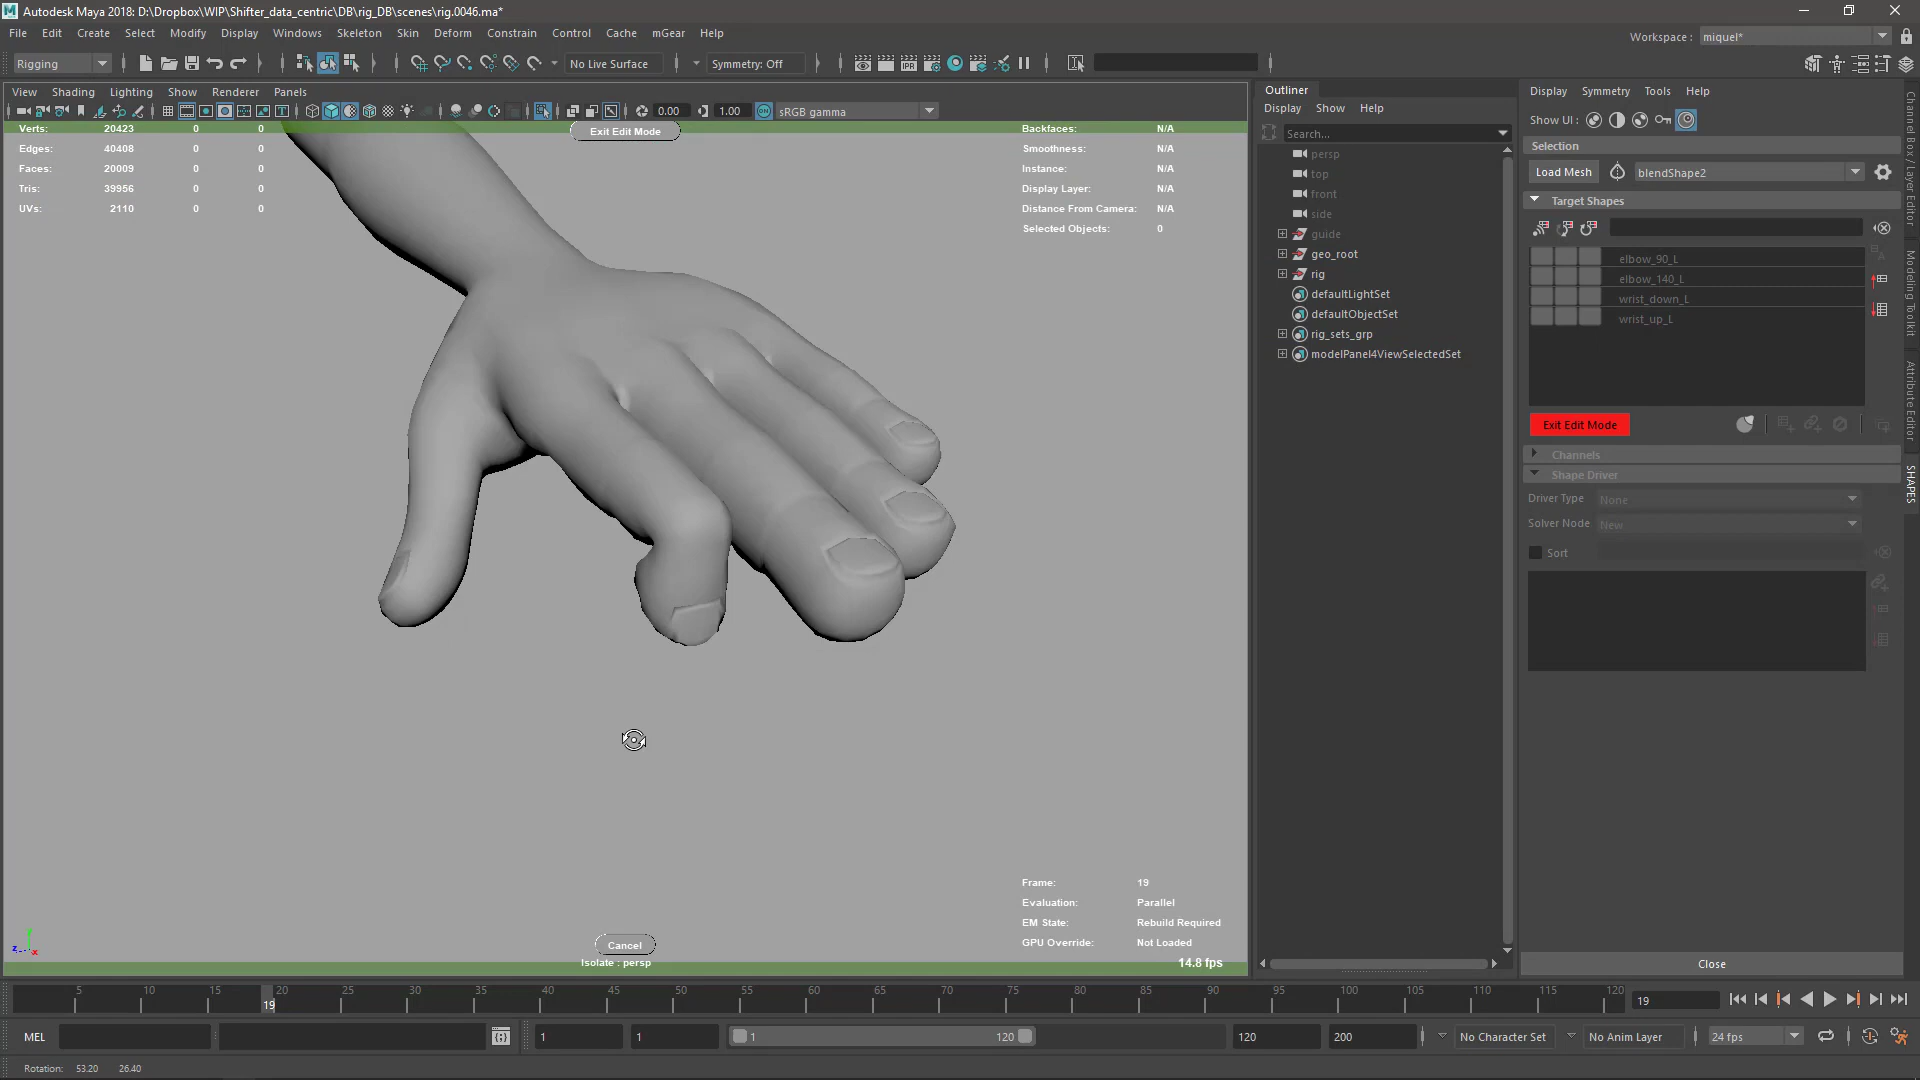 Autodesk Maya 2018: D:\Dropbox\WIP\Shifter_data_centric\DB\rig_DB\scenes\rig.0046.ma*
File Edit Create Select Modify Display Windows Skeleton Skin Deform Constrain Control Cache mGear Help
Workspace : miquel*
Rigging
No Live Surface
Symmetry: Off
View Shading Lighting Show Renderer Panels
0.00
1.00
sRGB gamma
Exit Edit Mode
Verts: 20423 0 0
Edges: 40408 0 0
Faces: 20009 0 0
Tris: 39956 0 0
UVs: 2110 0 0
Backfaces: N/A
Smoothness: N/A
Instance: N/A
Display Layer: N/A
Distance From Camera: N/A
Selected Objects: 0
Frame: 19
Evaluation: Parallel
EM State: Rebuild Required
GPU Override: Not Loaded
Cancel
Isolate : persp
14.8 fps
Outliner
Display Show Help
Search...
persp
top
front
side
guide
geo_root
rig
defaultLightSet
defaultObjectSet
rig_sets_grp
modelPanel4ViewSelectedSet
Display Symmetry Tools Help
Show UI :
Selection
Load Mesh
blendShape2
Target Shapes
elbow_90_L
elbow_140_L
wrist_down_L
wrist_up_L
Exit Edit Mode
Channels
Shape Driver
Driver Type None
Solver Node New
Sort
Close
Channel Box / Layer Editor
Modeling Toolkit
Attribute Editor
SHAPES
5 10 15 20 25 30 35 40 45 50 55 60 65 70 75 80 85 90 95 100 105 110 115 120
19
19
MEL
1
1
1
120
120
200
No Character Set
No Anim Layer
24 fps
Rotation: 53.20 26.40